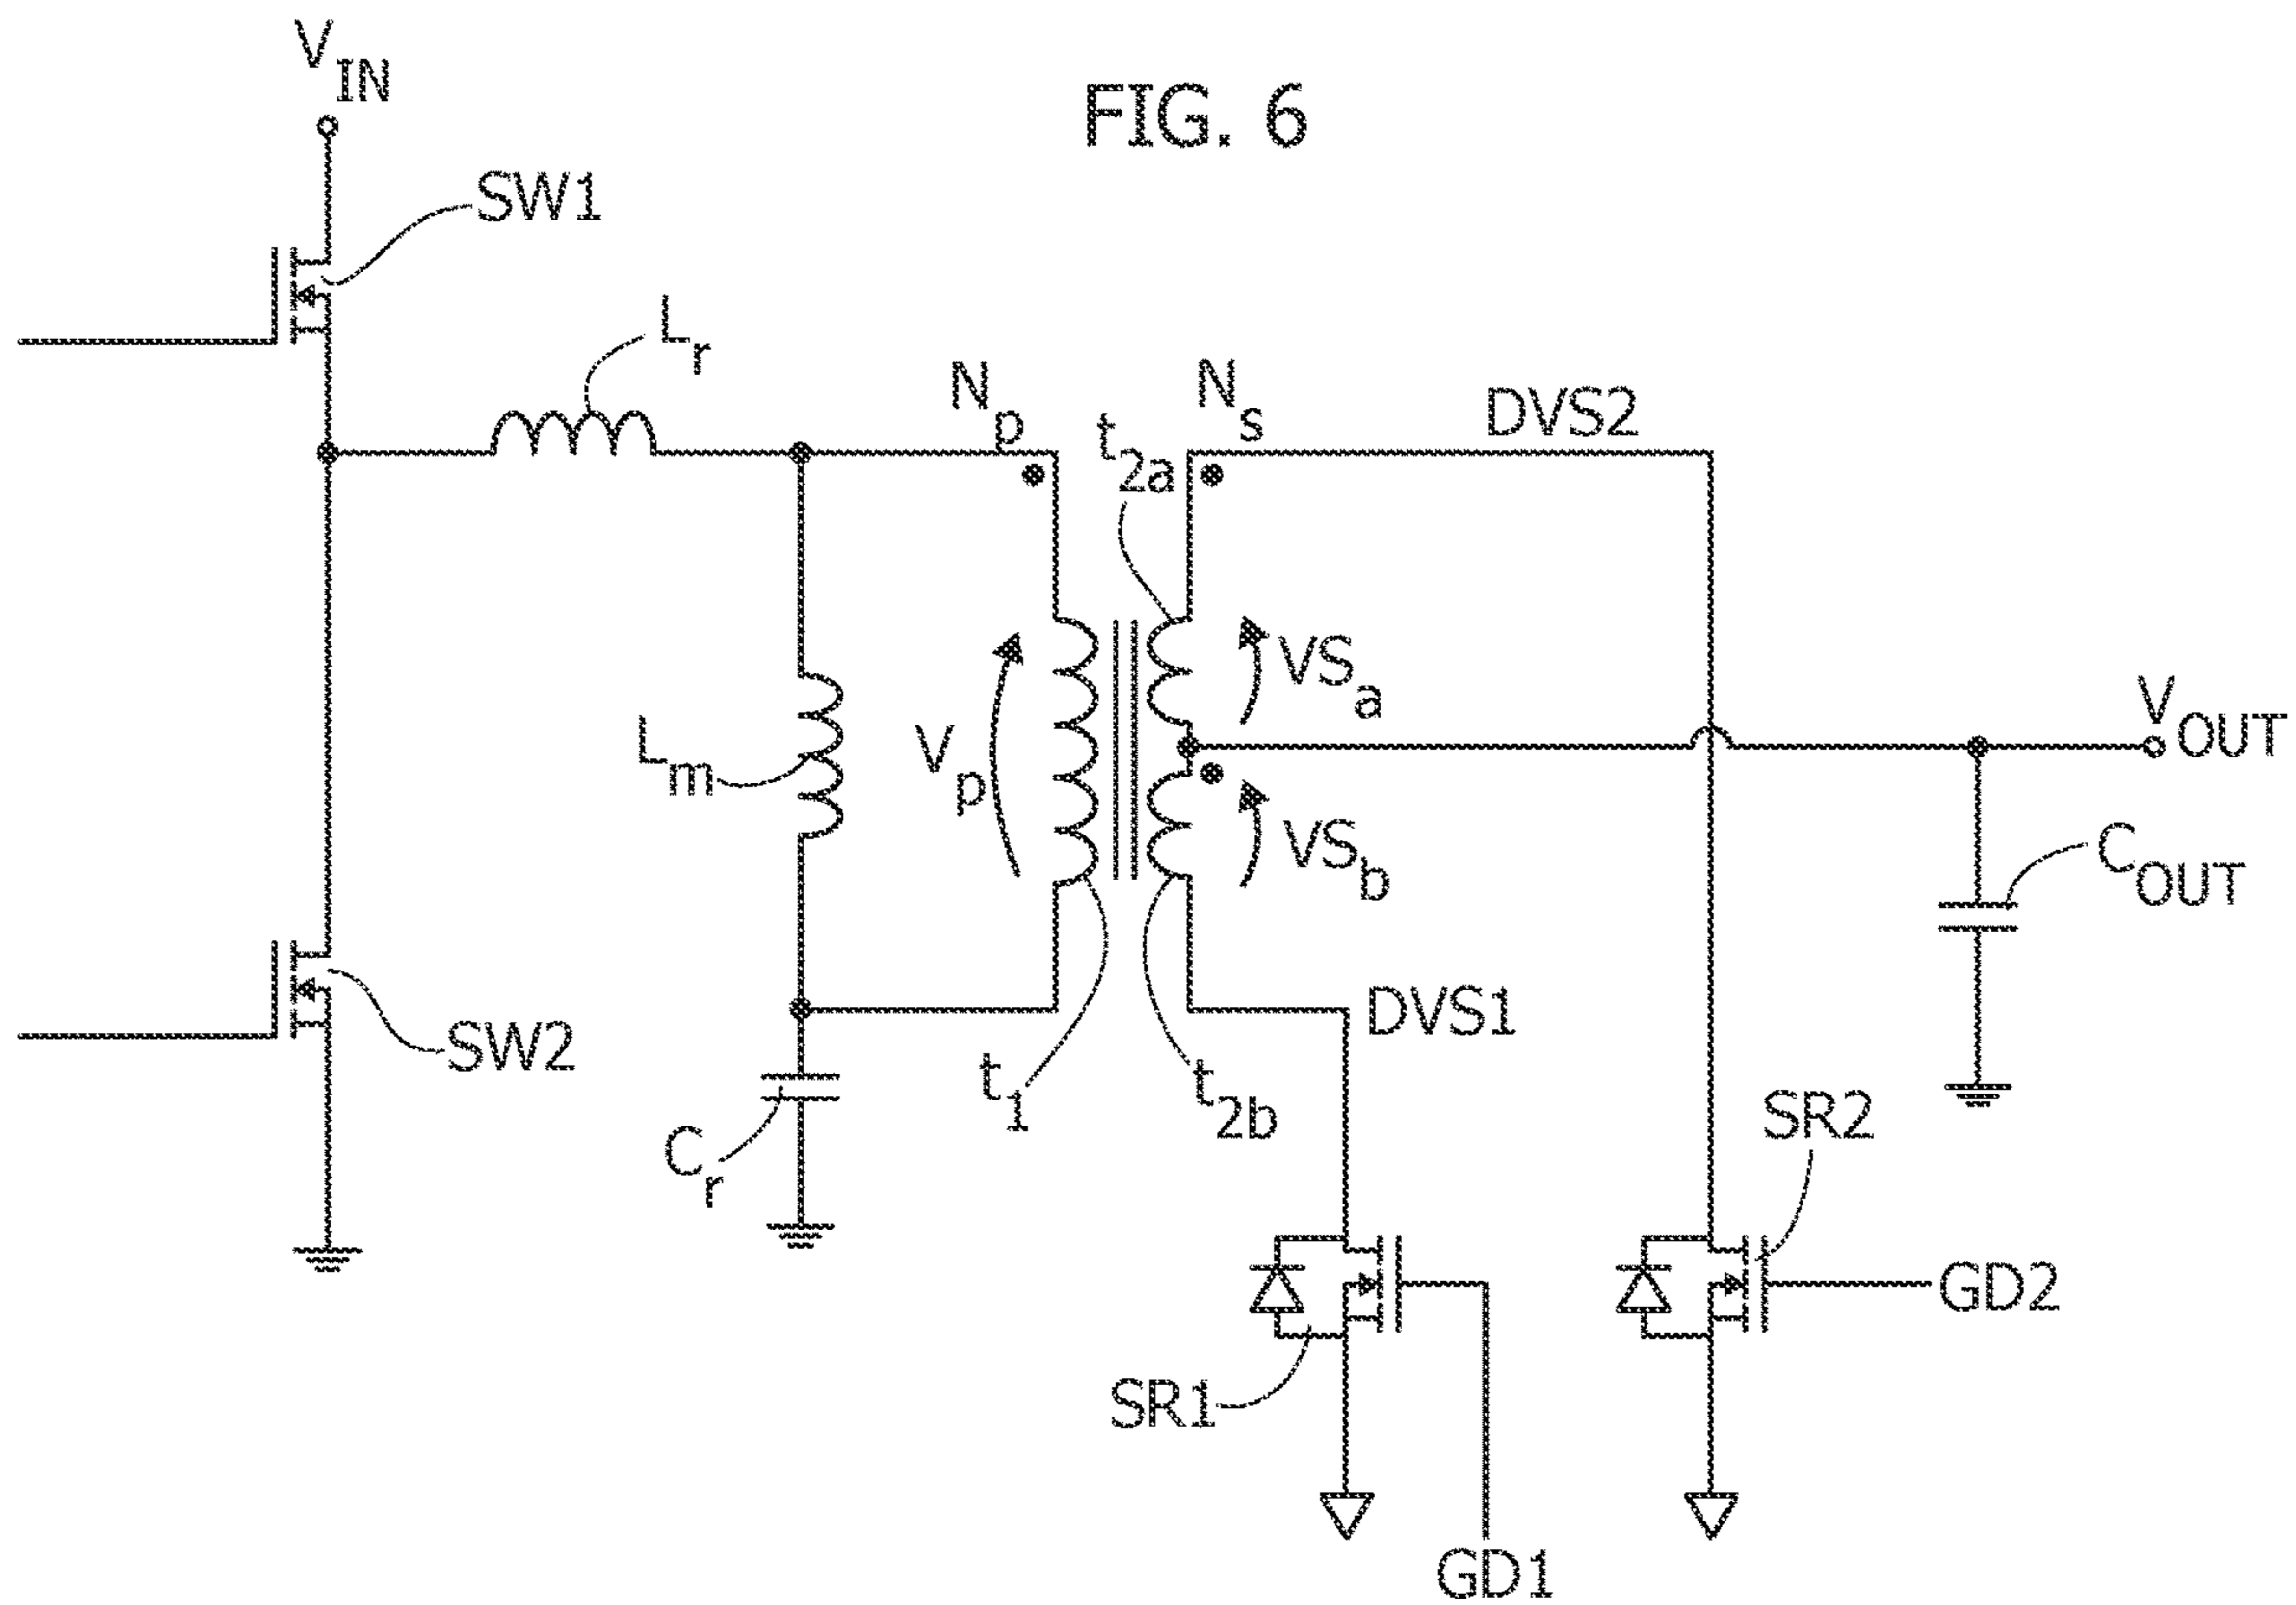 FIG. 6
VIN
SW1
Lr
Np
Ns
t2a
DVS2
VSa
VOUT
Lm
Vp
VSb
COUT
DVS1
SW2
t1
t2b
Cr
SR2
GD2
SR1
GD1